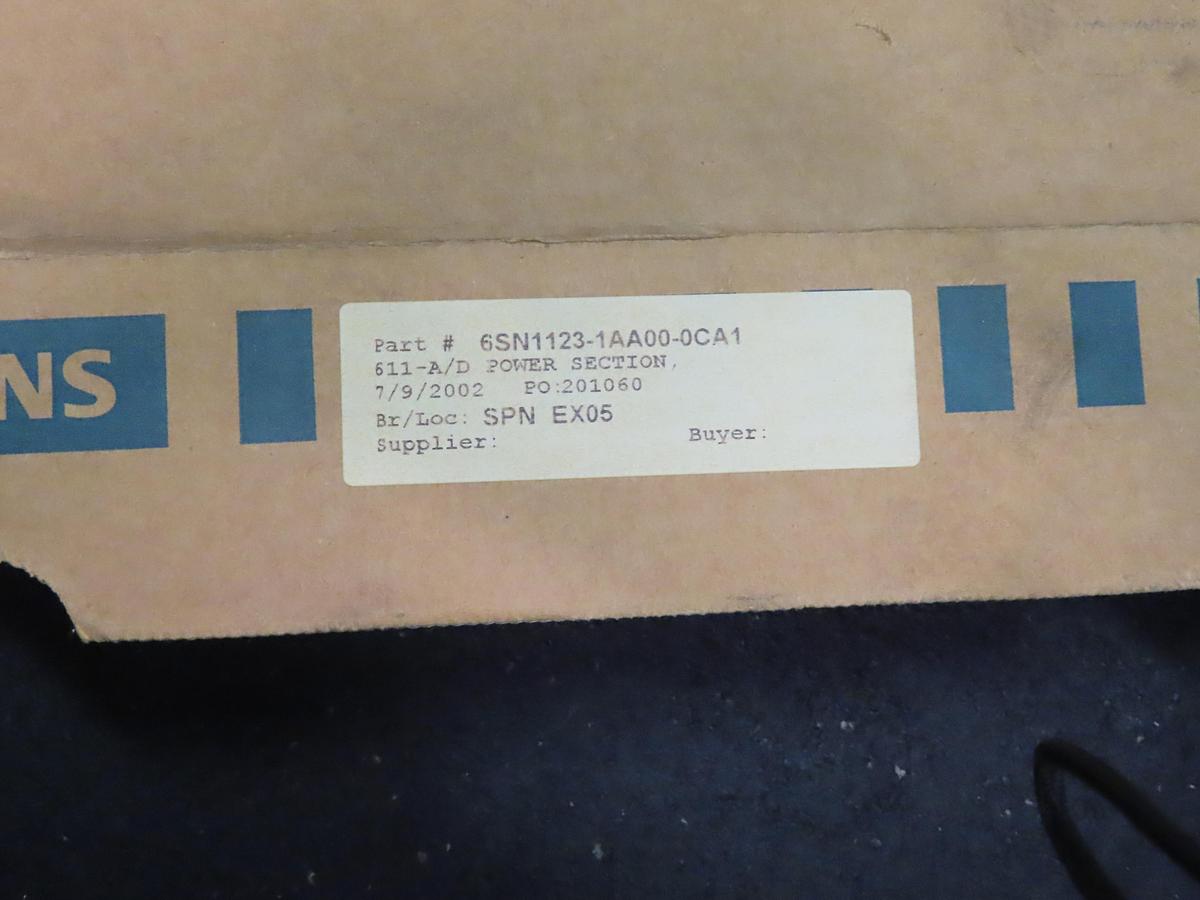 NS
Part # 6SN1123-1AA00-0CA1
611-A/D POWER SECTION,
7/9/2002 PO:201060
Br/Loc: SPN EX05
Supplier: Buyer: